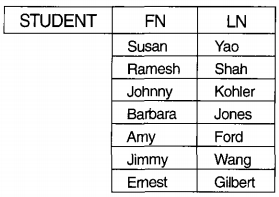 STUDENT FN LN
Susan Yao
Ramesh Shah
Johnny Kohler
Barbara Jones
Amy Ford
Jimmy Wang
Ernest Gilbert